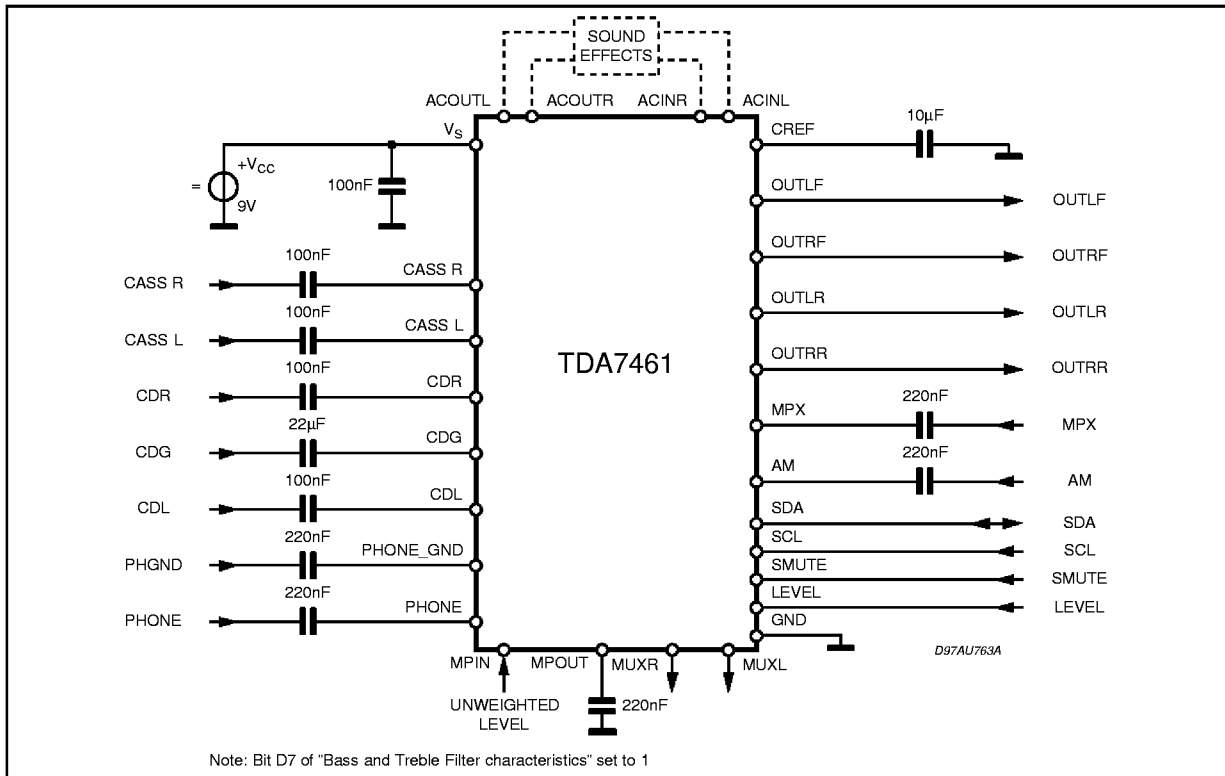 SOUND
EFFECTS
ACOUTL ACOUTR ACINR ACINL
VS
+VCC
=
9V
100nF
CREF
10µF
OUTLF
OUTLF
OUTRF
OUTRF
OUTLR
OUTLR
OUTRR
OUTRR
TDA7461
CASS R
100nF
CASS R
CASS L
100nF
CASS L
CDR
100nF
CDR
CDG
22µF
CDG
CDL
100nF
CDL
PHGND
220nF
PHONE_GND
PHONE
220nF
PHONE
MPX
220nF
MPX
AM
220nF
AM
SDA
SDA
SCL
SCL
SMUTE
SMUTE
LEVEL
LEVEL
GND
MPIN MPOUT MUXR MUXL
UNWEIGHTED
LEVEL
220nF
D97AU763A
Note: Bit D7 of "Bass and Treble Filter characteristics" set to 1